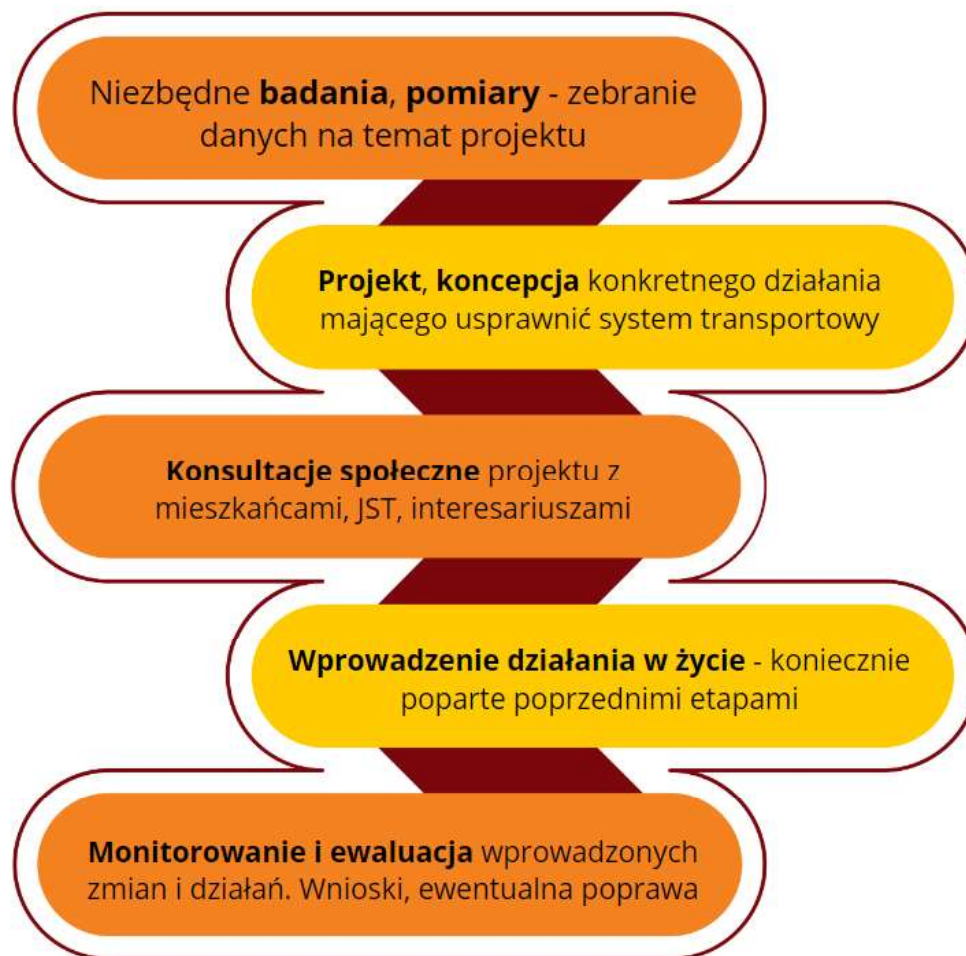 Niezbędne badania, pomiary - zebranie
danych na temat projektu
Projekt, koncepcja konkretnego działania
mającego usprawnić system transportowy
Konsultacje społeczne projektu z
mieszkańcami, JST, interesariuszami
Wprowadzenie działania w życie - koniecznie
poparte poprzednimi etapami
Monitorowanie i ewaluacja wprowadzonych
zmian i działań. Wnioski, ewentualna poprawa